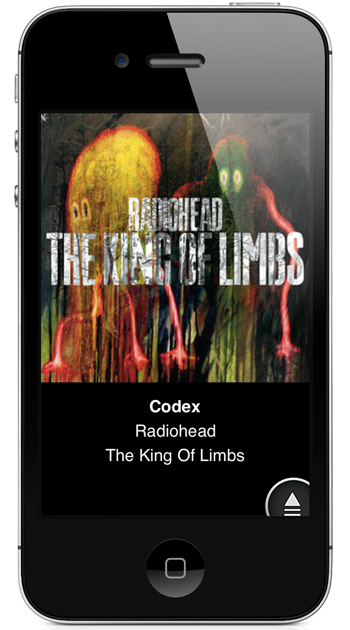 RADIOHEAD
THE KING OF LIMBS
Codex
Radiohead
The King Of Limbs